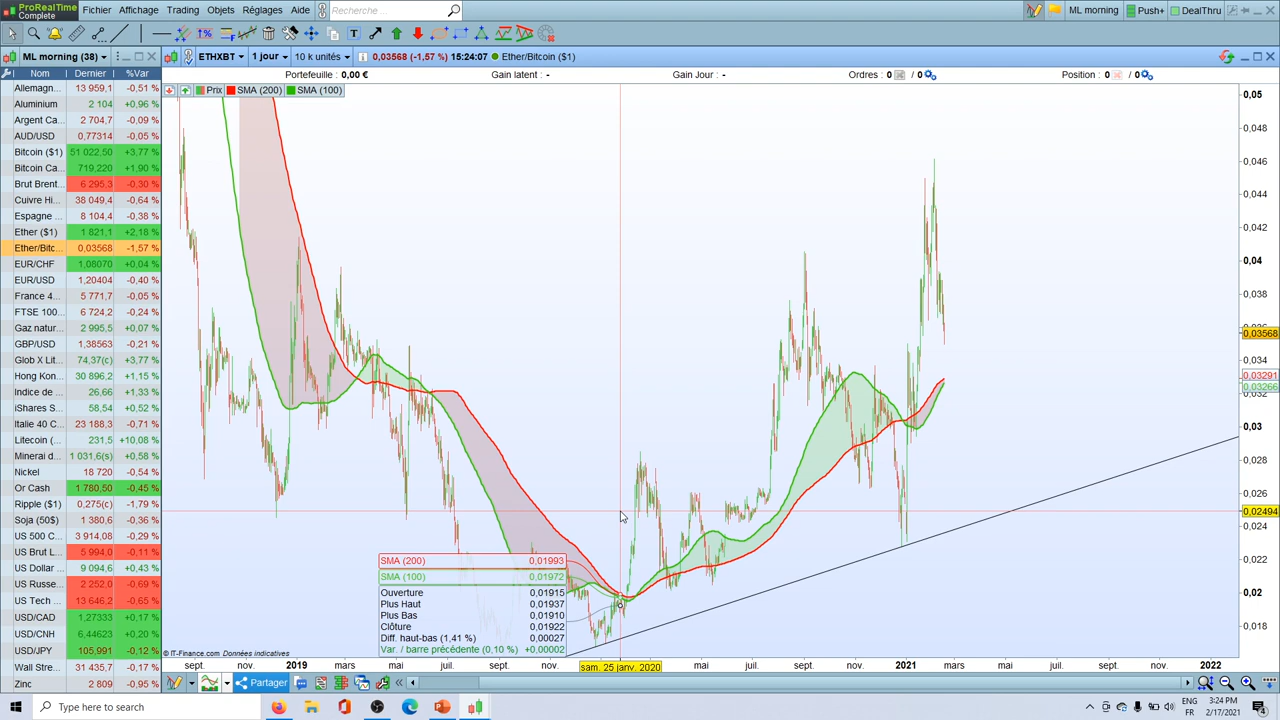 ProRealTime
Complete
Fichier Affichage Trading Objets Réglages Aide Recherche ... ML morning Push+ DealThru
ML morning (38) ETHXBT 1 jour 10 k unités 0,03568 (-1,57 %) 15:24:07 Ether/Bitcoin ($1)
Nom Dernier %Var Portefeuille : 0,00 € Gain latent : - Gain Jour : - Ordres : 0 / 0 Position : 0 / 0
Prix SMA (200) SMA (100)
Allemagn... 13 959,1 -0,51 %
Aluminium 2 104 +0,96 %
Argent Ca... 2 704,7 -0,09 %
AUD/USD 0,77314 -0,05 %
Bitcoin ($1) 51 022,50 +3,77 %
Bitcoin Ca... 719,220 +1,90 %
Brut Brent... 6 295,3 -0,30 %
Cuivre Hi... 38 049,4 -0,64 %
Espagne ... 8 104,4 -0,38 %
Ether ($1) 1 821,1 +2,18 %
Ether/Bitc... 0,03568 -1,57 %
EUR/CHF 1,08070 +0,04 %
EUR/USD 1,20404 -0,40 %
France 4... 5 771,7 -0,05 %
FTSE 100... 6 724,2 -0,24 %
Gaz natur... 2 995,5 +0,07 %
GBP/USD 1,38563 -0,21 %
Glob X Lit... 74,37(c) +3,77 %
Hong Kon... 30 896,2 +1,15 %
Indice de ... 26,66 +1,33 %
iShares S... 58,54 +0,52 %
Italie 40 C... 23 188,3 -0,71 %
Litecoin (... 231,5 +10,08 %
Minerai d... 1 031,6(s) +0,58 %
Nickel 18 720 -0,54 %
Or Cash 1 780,50 -0,45 %
Ripple ($1) 0,275(c) -1,79 %
Soja (50$) 1 380,6 -0,36 %
US 500 C... 3 914,08 -0,29 %
US Brut L... 5 994,0 -0,11 %
US Dollar ... 9 094,6 +0,43 %
US Russe... 2 252,0 -0,69 %
US Tech ... 13 646,2 -0,65 %
USD/CAD 1,27333 +0,17 %
USD/CNH 6,44623 +0,20 %
USD/JPY 105,991 -0,12 %
Wall Stre... 31 435,7 -0,17 %
Zinc 2 809 -0,95 %
0,05
0,048
0,046
0,044
0,042
0,04
0,038
0,03568
0,034
0,03291
0,03266
0,032
0,03
0,028
0,026
0,02494
0,024
0,022
0,02
0,018
SMA (200) 0,01993
SMA (100) 0,01972
Ouverture 0,01915
Plus Haut 0,01937
Plus Bas 0,01910
Clôture 0,01922
Diff. haut-bas (1,41 %) 0,00027
Var. / barre précédente (0,10 %) +0,00002
© IT-Finance.com Données indicatives
sept. nov. 2019 mars mai juil. sept. nov. sam. 25 janv. 2020 mai juil. sept. nov. 2021 mars mai juil. sept. nov. 2022
Partager
Type here to search
ENG 3:24 PM
FR 2/17/2021
4